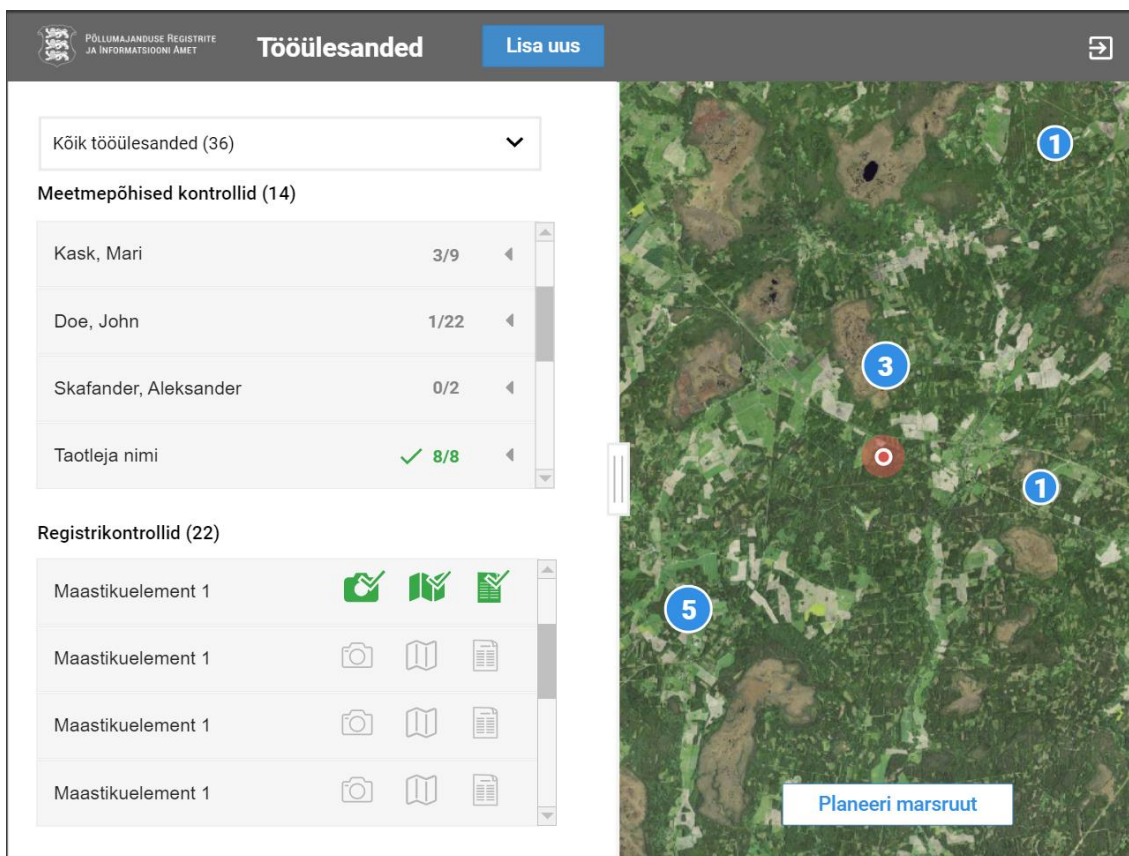 PÕLLUMAJANDUSE REGISTRITE
JA INFORMATSIOONI AMET
Tööülesanded
Lisa uus
Kõik tööülesanded (36)
Meetmepõhised kontrollid (14)
Kask, Mari 3/9
Doe, John 1/22
Skafander, Aleksander 0/2
Taotleja nimi 8/8
Registrikontrollid (22)
Maastikuelement 1
Maastikuelement 1
Maastikuelement 1
Maastikuelement 1
1
3
1
5
Planeeri marsruut